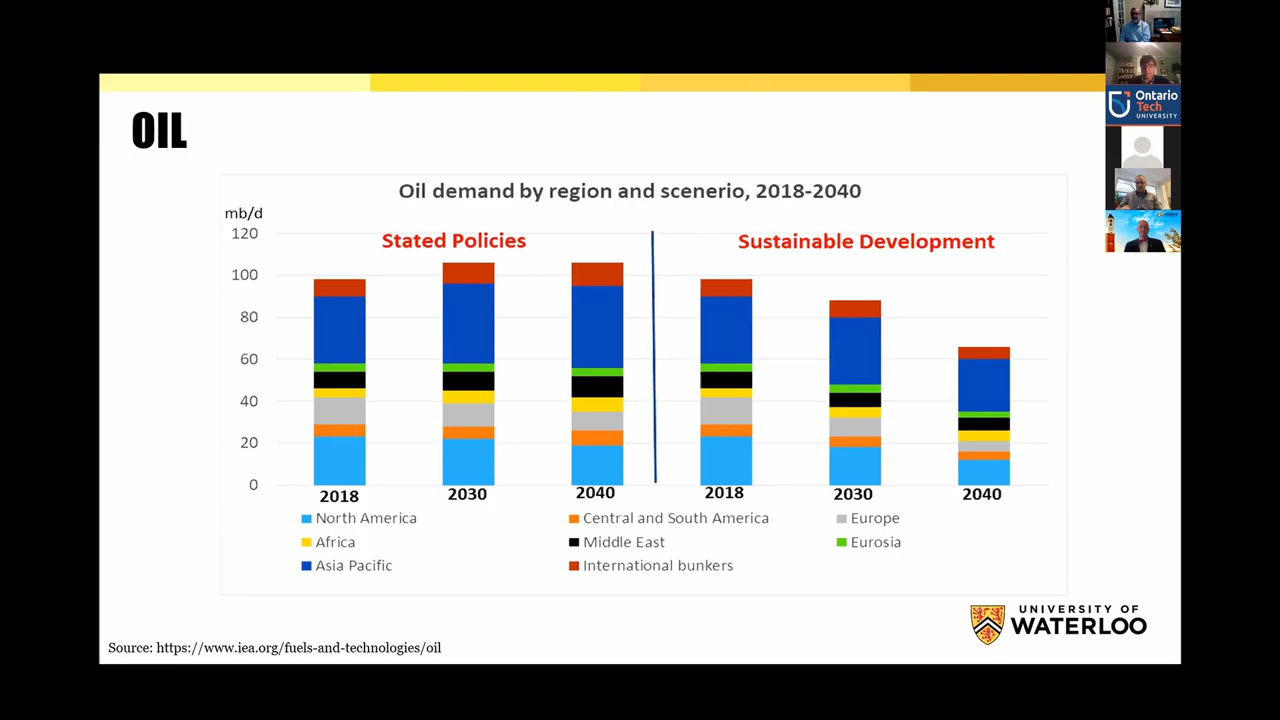 OIL
Oil demand by region and scenerio, 2018-2040
mb/d
120
100
80
60
40
20
0
Stated Policies
Sustainable Development
2018
2030
2040
2018
2030
2040
North America
Central and South America
Europe
Africa
Middle East
Eurosia
Asia Pacific
International bunkers
UNIVERSITY OF
WATERLOO
Source: https://www.iea.org/fuels-and-technologies/oil
Ontario
Tech
UNIVERSITY